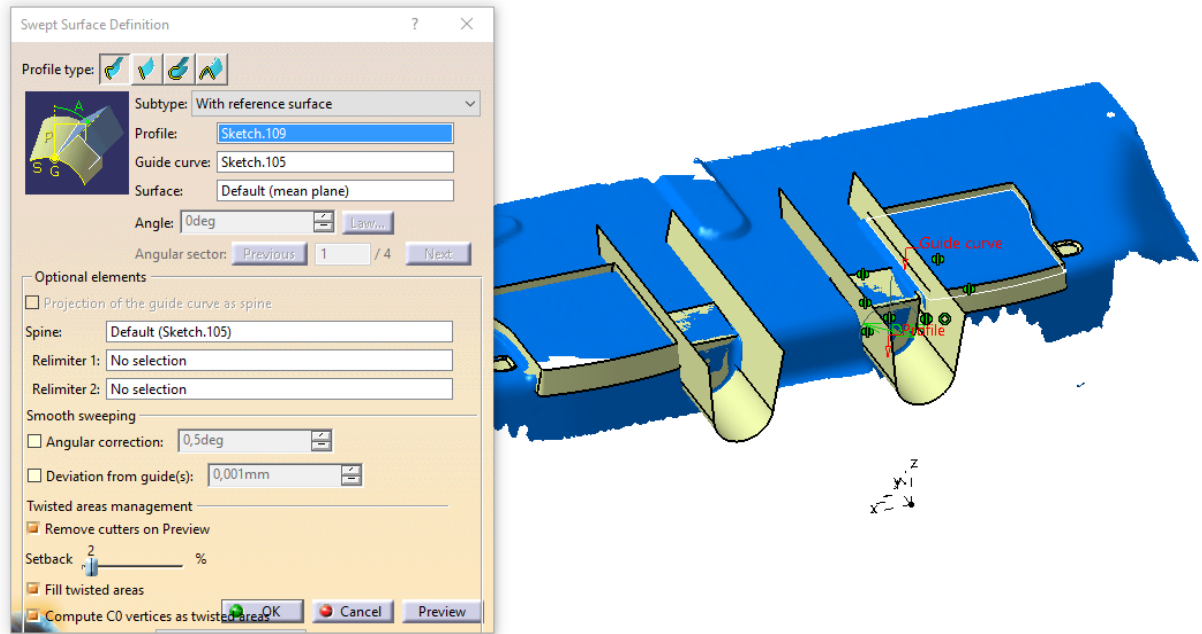 Swept Surface Definition ? ×
Profile type:
A P S G
Subtype: With reference surface
Profile: Sketch.109
Guide curve: Sketch.105
Surface: Default (mean plane)
Angle: 0deg Law...
Angular sector: Previous 1 / 4 Next
Optional elements
Projection of the guide curve as spine
Spine: Default (Sketch.105)
Relimiter 1: No selection
Relimiter 2: No selection
Smooth sweeping
Angular correction: 0,5deg
Deviation from guide(s): 0,001mm
Twisted areas management
Remove cutters on Preview
Setback 2 %
Fill twisted areas
Compute C0 vertices as twisted areas
OK Cancel Preview
Guide curve
Profile
z
y
x